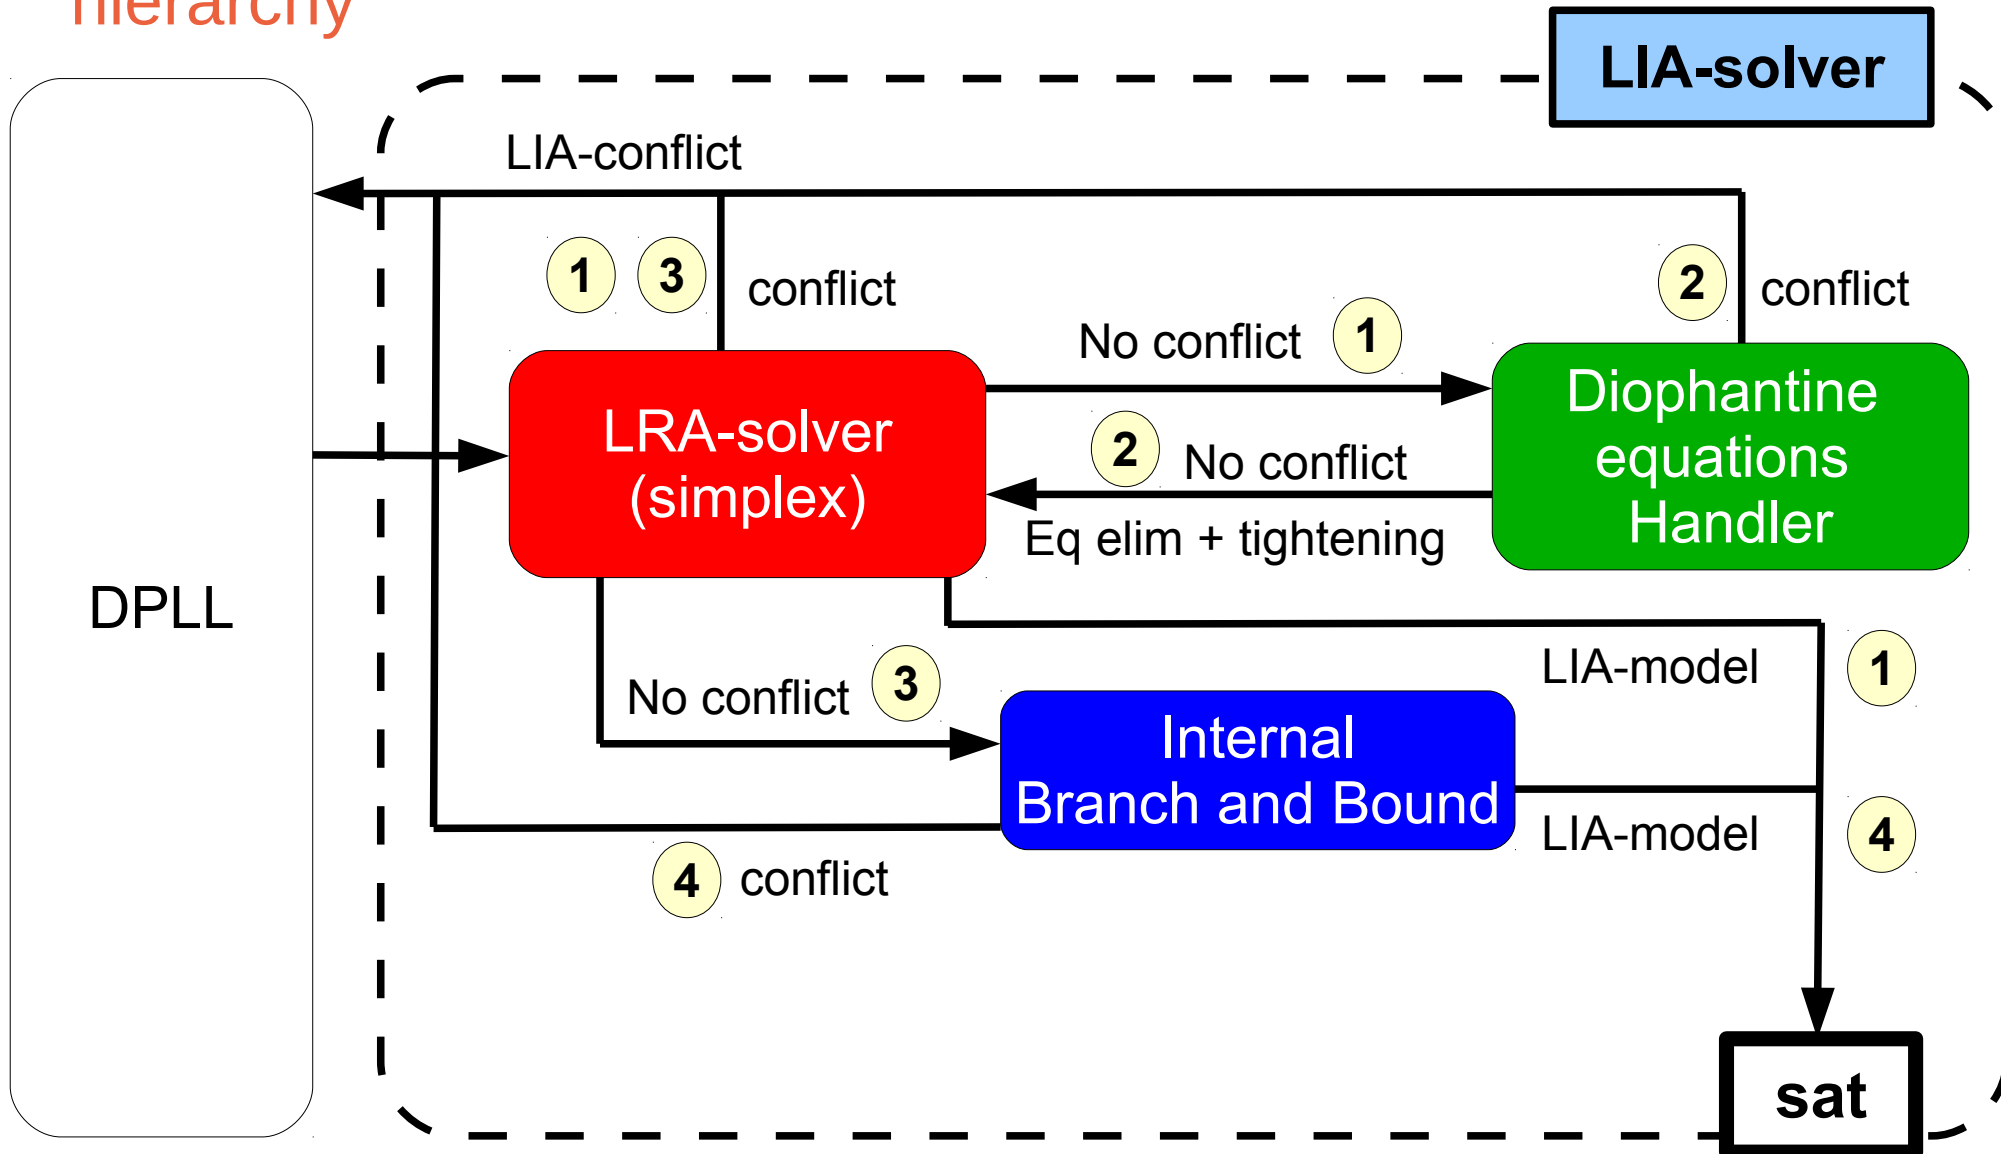 hierarchy
LIA-solver
LIA-conflict
1 3 conflict
2 conflict
No conflict 1
LRA-solver
(simplex)
2 No conflict
Eq elim + tightening
Diophantine
equations
Handler
DPLL
No conflict 3
LIA-model 1
Internal
Branch and Bound
LIA-model 4
4 conflict
sat